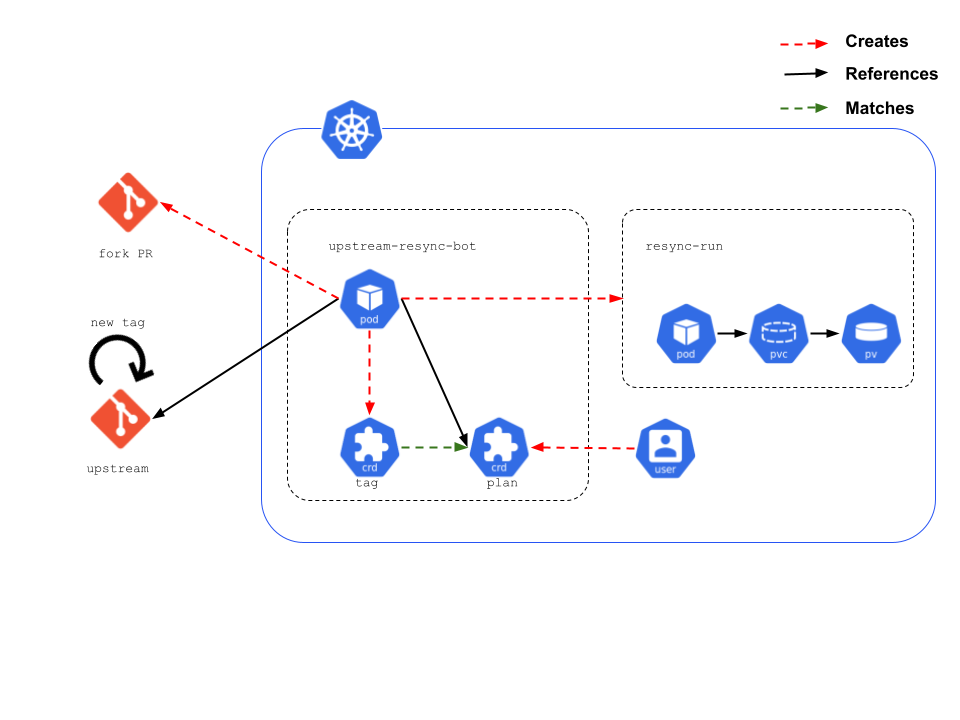 Creates
References
Matches
fork PR
upstream-resync-bot
resync-run
pod
new tag
pod
pvc
pv
upstream
crd
tag
crd
plan
user